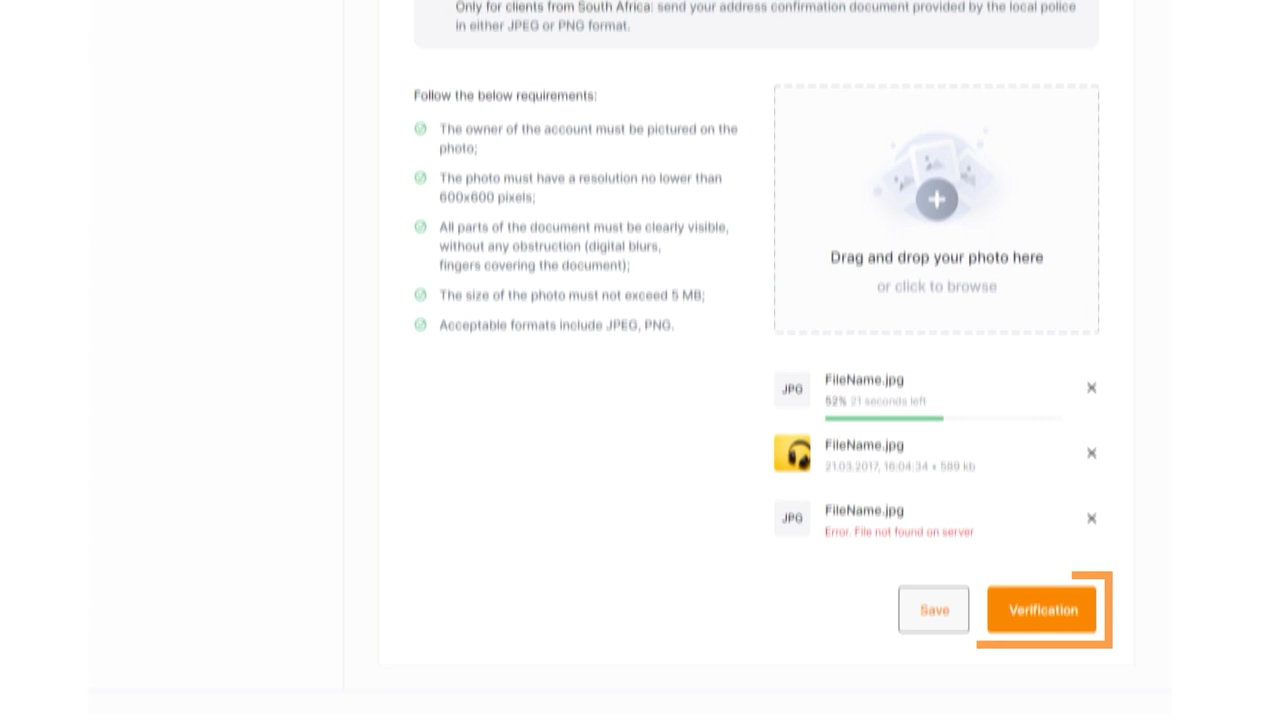 Only for clients from South Africa: send your address confirmation document provided by the local police
in either JPEG or PNG format.
Follow the below requirements:
The owner of the account must be pictured on the
photo;
The photo must have a resolution no lower than
600x600 pixels;
All parts of the document must be clearly visible,
without any obstruction (digital blurs,
fingers covering the document);
The size of the photo must not exceed 5 MB;
Acceptable formats include JPEG, PNG.
Drag and drop your photo here
or click to browse
JPG
FileName.jpg
52% 21 seconds left
FileName.jpg
21.03.2017, 16:04:34 • 589 kb
JPG
FileName.jpg
Error. File not found on server
Save
Verification